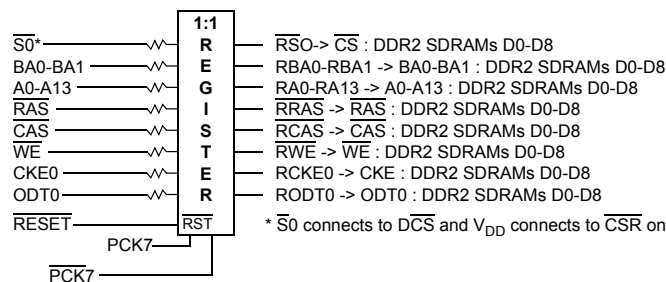 1:1
S0* R RSO-> CS : DDR2 SDRAMs D0-D8
BA0-BA1 E RBA0-RBA1 -> BA0-BA1 : DDR2 SDRAMs D0-D8
A0-A13 G RA0-RA13 -> A0-A13 : DDR2 SDRAMs D0-D8
RAS I RRAS -> RAS : DDR2 SDRAMs D0-D8
CAS S RCAS -> CAS : DDR2 SDRAMs D0-D8
WE T RWE -> WE : DDR2 SDRAMs D0-D8
CKE0 E RCKE0 -> CKE : DDR2 SDRAMs D0-D8
ODT0 R RODT0 -> ODT0 : DDR2 SDRAMs D0-D8
RESET RST * S0 connects to DCS and VDD connects to CSR on
PCK7
PCK7